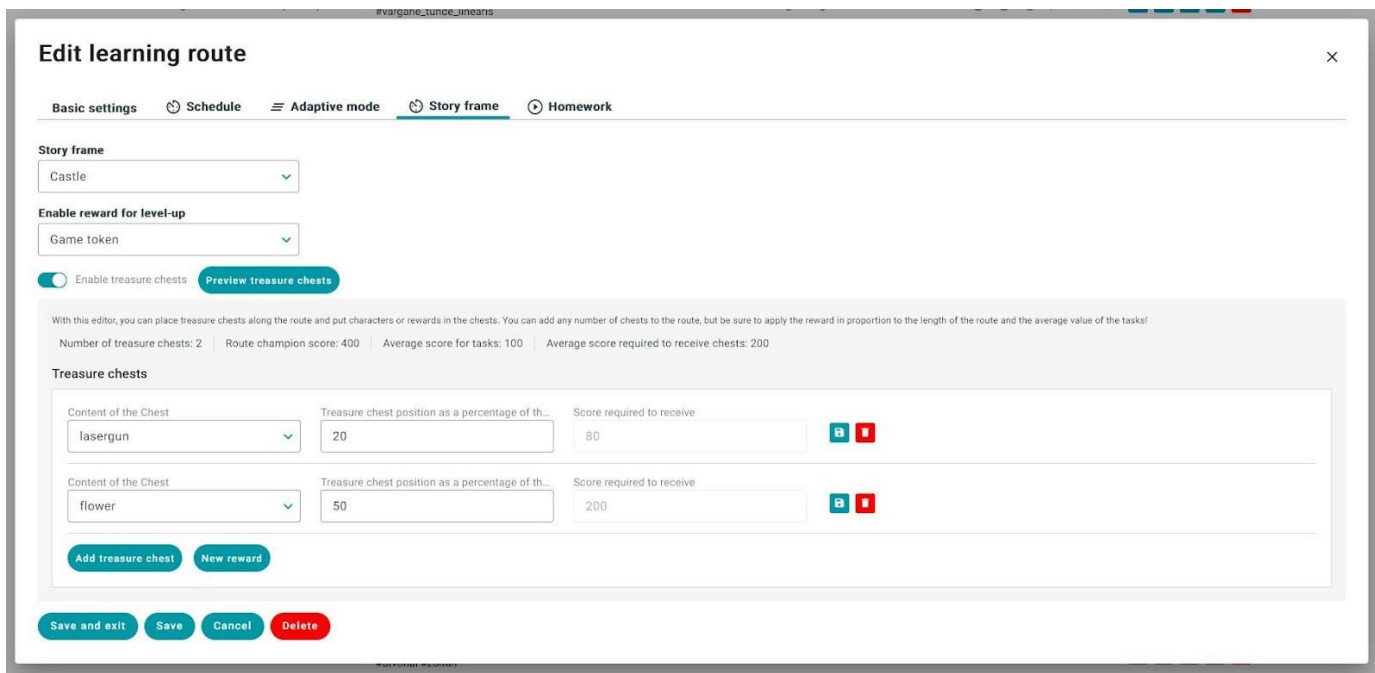 #vargane_tunde_linearis
Edit learning route
Basic settings Schedule Adaptive mode Story frame Homework
Story frame
Castle
Enable reward for level-up
Game token
Enable treasure chests Preview treasure chests
With this editor, you can place treasure chests along the route and put characters or rewards in the chests. You can add any number of chests to the route, but be sure to apply the reward in proportion to the length of the route and the average value of the tasks!
Number of treasure chests: 2 Route champion score: 400 Average score for tasks: 100 Average score required to receive chests: 200
Treasure chests
Content of the Chest Treasure chest position as a percentage of th... Score required to receive
lasergun 20 80
Content of the Chest Treasure chest position as a percentage of th... Score required to receive
flower 50 200
Add treasure chest New reward
Save and exit Save Cancel Delete